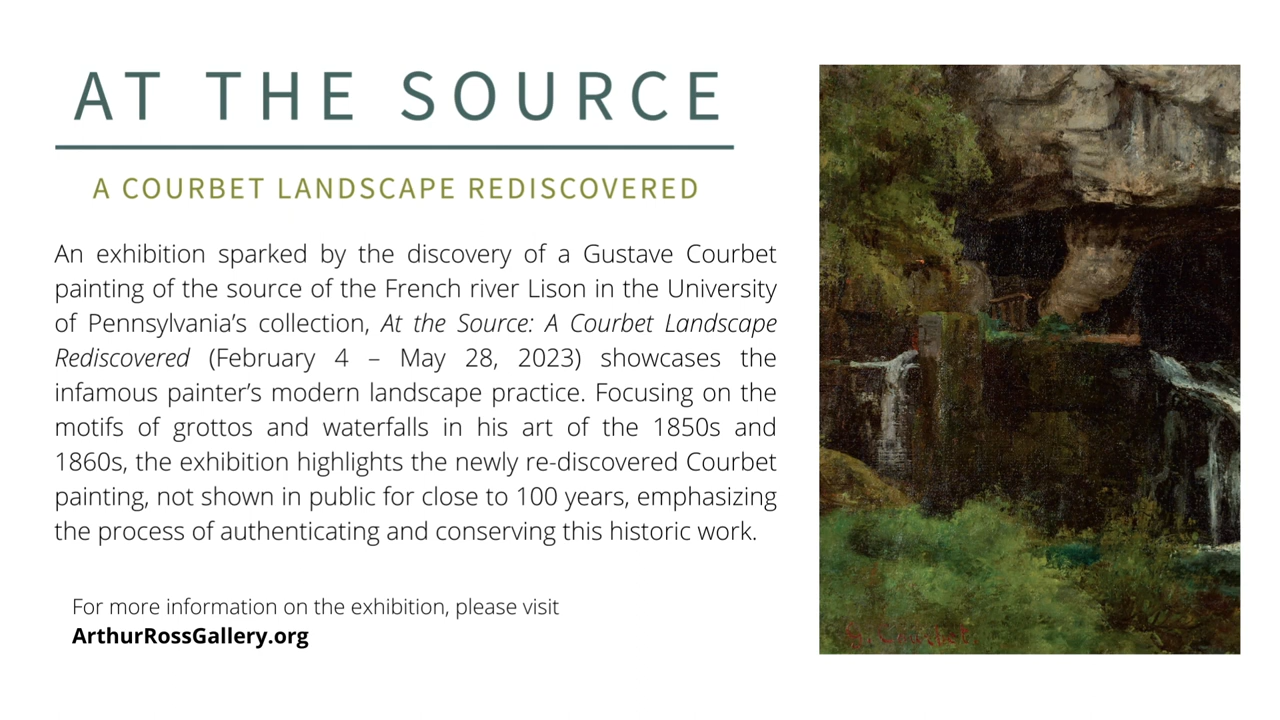 AT THE SOURCE
A COURBET LANDSCAPE REDISCOVERED
An exhibition sparked by the discovery of a Gustave Courbet
painting of the source of the French river Lison in the University
of Pennsylvania’s collection, At the Source: A Courbet Landscape
Rediscovered (February 4 – May 28, 2023) showcases the
infamous painter’s modern landscape practice. Focusing on the
motifs of grottos and waterfalls in his art of the 1850s and
1860s, the exhibition highlights the newly re-discovered Courbet
painting, not shown in public for close to 100 years, emphasizing
the process of authenticating and conserving this historic work.
For more information on the exhibition, please visit
ArthurRossGallery.org
G. Courbet.